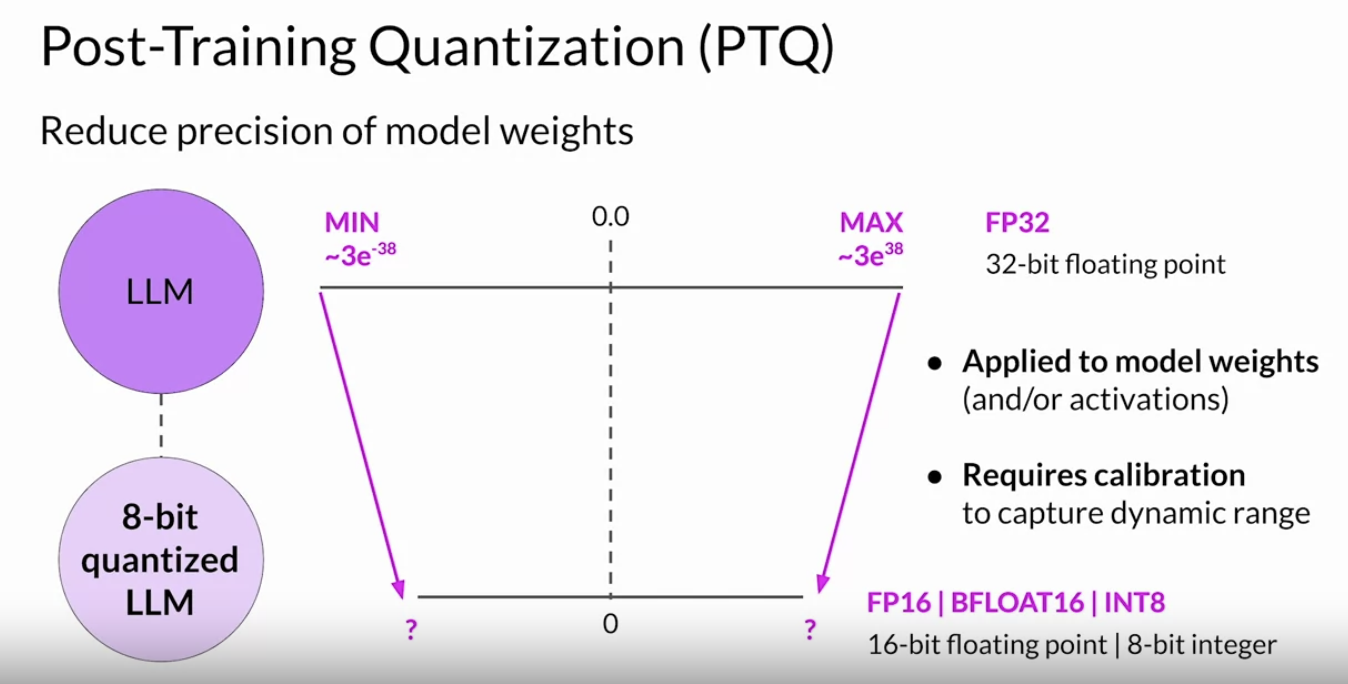 Post-Training Quantization (PTQ)
Reduce precision of model weights
LLM
8-bit
quantized
LLM
MIN
~3e⁻³⁸
0.0
MAX
~3e³⁸
FP32
32-bit floating point
● Applied to model weights
(and/or activations)
● Requires calibration
to capture dynamic range
?
0
?
FP16 | BFLOAT16 | INT8
16-bit floating point | 8-bit integer